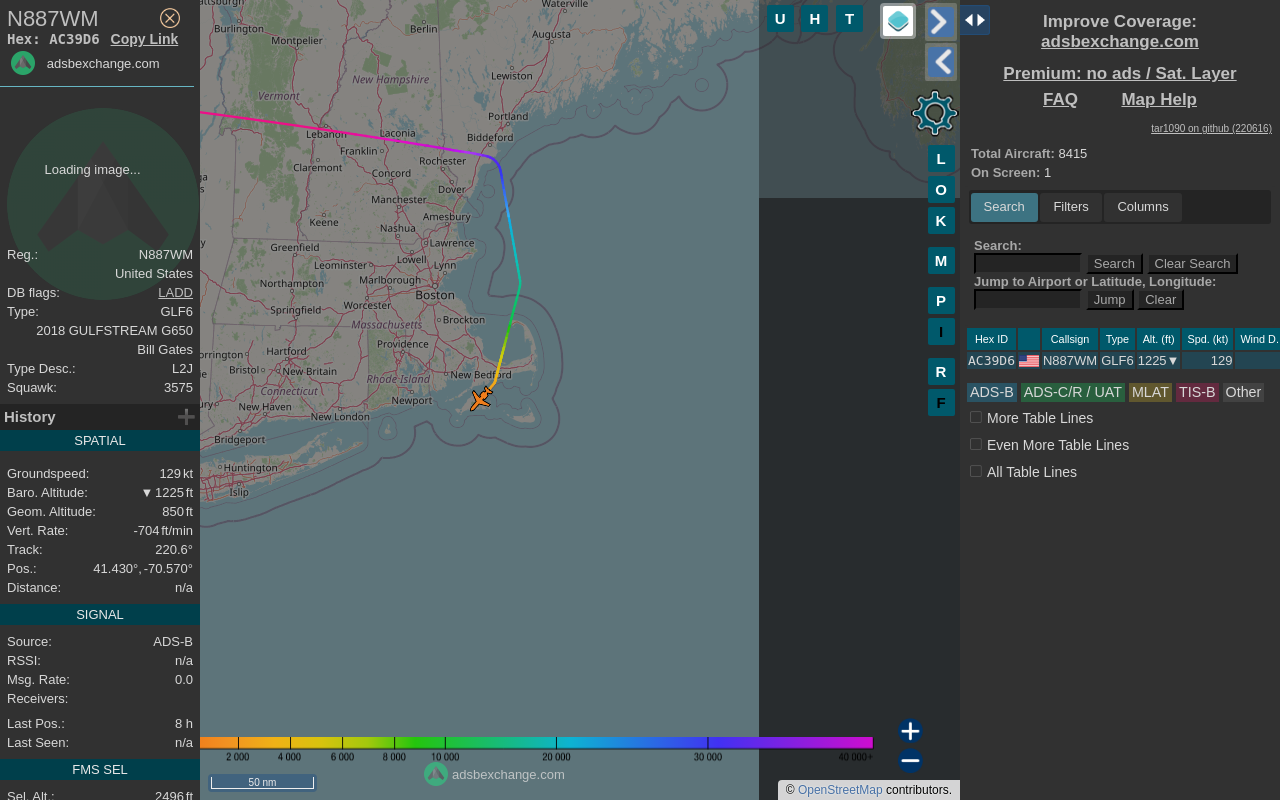 N887WM
Hex: AC39D6 Copy Link
adsbexchange.com
Loading image...
Reg.: N887WM
United States
DB flags: LADD
Type: GLF6
2018 GULFSTREAM G650
Bill Gates
Type Desc.: L2J
Squawk: 3575
History
SPATIAL
Groundspeed: 129 kt
Baro. Altitude: ▼ 1225 ft
Geom. Altitude: 850 ft
Vert. Rate: -704 ft/min
Track: 220.6°
Pos.: 41.430°, -70.570°
Distance: n/a
SIGNAL
Source: ADS-B
RSSI: n/a
Msg. Rate: 0.0
Receivers:
Last Pos.: 8 h
Last Seen: n/a
FMS SEL
Sel. Alt.: 2496 ft
Waterville
Burlington
Berlin
Montpelier
Augusta
Lewiston
New Hampshire
Vermont
Portland
Lebanon
Laconia
Biddeford
Franklin
Rochester
Claremont
Concord
Dover
Manchester
Keene
Amesbury
Nashua
Greenfield
Lawrence
Lowell
Leominster
Lynn
Northampton
Marlborough
Boston
Worcester
Springfield
Brockton
Massachusetts
Providence
Hartford
Bristol
New Britain
Rhode Island
New Bedford
Connecticut
Newport
New Haven
New London
Bridgeport
Huntington
Islip
U H T
L
O
K
M
P
I
R
F
2 000 4 000 6 000 8 000 10 000 20 000 30 000 40 000+
50 nm
adsbexchange.com
© OpenStreetMap contributors.
Improve Coverage:
adsbexchange.com
Premium: no ads / Sat. Layer
FAQ Map Help
tar1090 on github (220616)
Total Aircraft: 8415
On Screen: 1
Search Filters Columns
Search:
Search Clear Search
Jump to Airport or Latitude, Longitude:
Jump Clear
Hex ID Callsign Type Alt. (ft) Spd. (kt) Wind D.
AC39D6 N887WM GLF6 1225▼ 129
ADS-B ADS-C/R / UAT MLAT TIS-B Other
More Table Lines
Even More Table Lines
All Table Lines